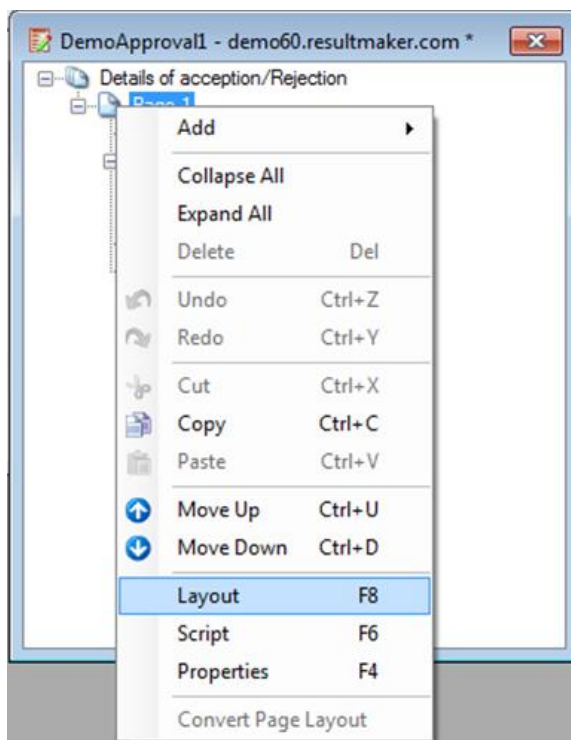 DemoApproval1 - demo60.resultmaker.com *
Details of acception/Rejection
Page 1
Add
Collapse All
Expand All
Delete Del
Undo Ctrl+Z
Redo Ctrl+Y
Cut Ctrl+X
Copy Ctrl+C
Paste Ctrl+V
Move Up Ctrl+U
Move Down Ctrl+D
Layout F8
Script F6
Properties F4
Convert Page Layout